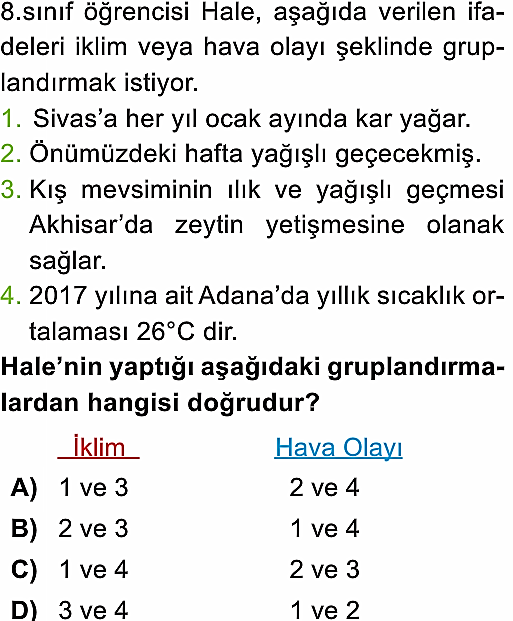 8.sınıf öğrencisi Hale, aşağıda verilen ifa-
deleri iklim veya hava olayı şeklinde grup-
landırmak istiyor.
1. Sivas’a her yıl ocak ayında kar yağar.
2. Önümüzdeki hafta yağışlı geçecekmiş.
3. Kış mevsiminin ılık ve yağışlı geçmesi
Akhisar’da zeytin yetişmesine olanak
sağlar.
4. 2017 yılına ait Adana’da yıllık sıcaklık or-
talaması 26°C dir.
Hale’nin yaptığı aşağıdaki gruplandırma-
lardan hangisi doğrudur?
İklim Hava Olayı
A) 1 ve 3 2 ve 4
B) 2 ve 3 1 ve 4
C) 1 ve 4 2 ve 3
D) 3 ve 4 1 ve 2